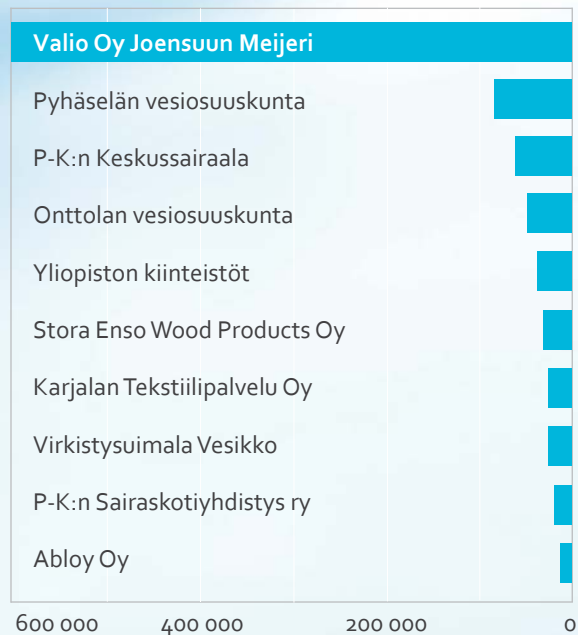 Valio Oy Joensuun Meijeri
Pyhäselän vesiosuuskunta
P-K:n Keskussairaala
Onttolan vesiosuuskunta
Yliopiston kiinteistöt
Stora Enso Wood Products Oy
Karjalan Tekstiilipalvelu Oy
Virkistysuimala Vesikko
P-K:n Sairaskotiyhdistys ry
Abloy Oy
600 000 400 000 200 000 0